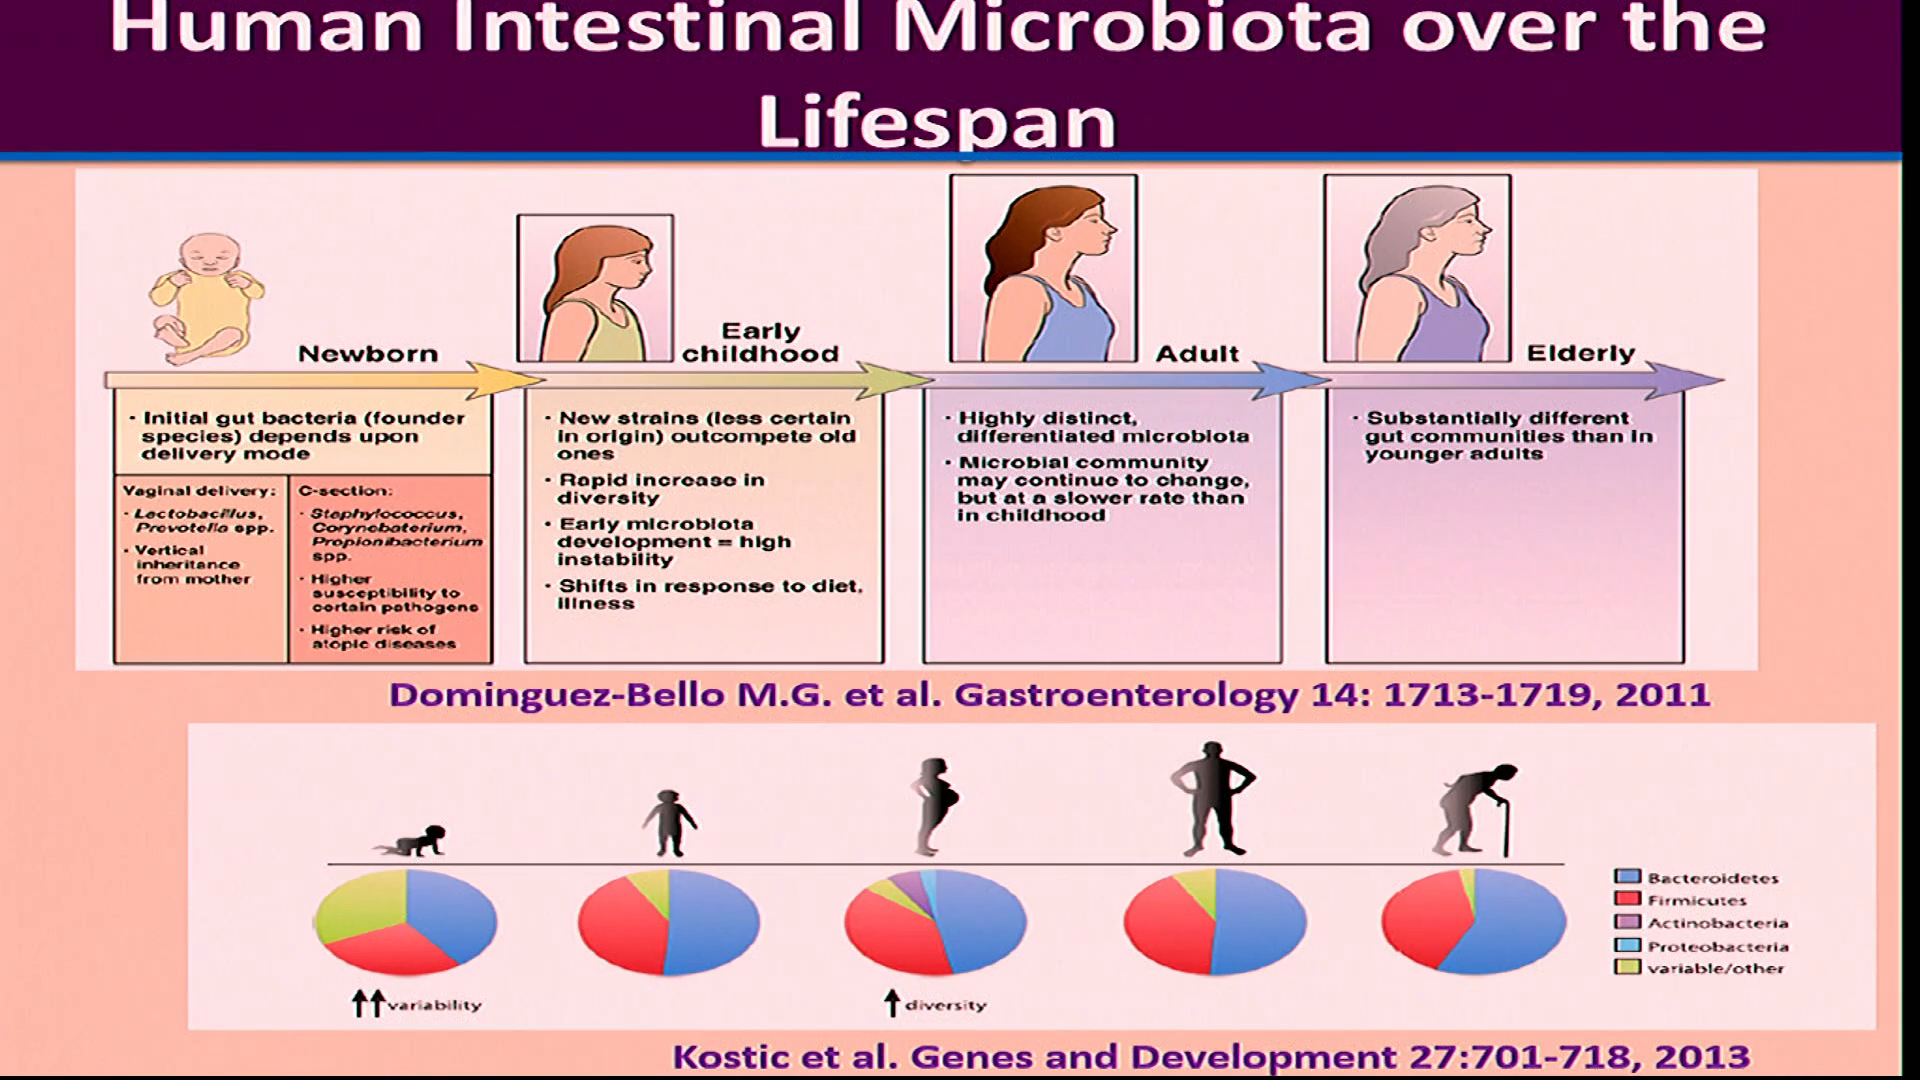 Human Intestinal Microbiota over the
Lifespan
Newborn
Early
childhood
Adult
Elderly
· Initial gut bacteria (founder
species) depends upon
delivery mode
Vaginal delivery:
· Lactobacillus,
Prevotella spp.
· Vertical
inheritance
from mother
C-section:
· Staphylococcus,
Corynebaterium,
Propionibacterium
spp.
· Higher
susceptibility to
certain pathogens
· Higher risk of
atopic diseases
· New strains (less certain
in origin) outcompete old
ones
· Rapid increase in
diversity
· Early microbiota
development = high
instability
· Shifts in response to diet,
illness
· Highly distinct,
differentiated microbiota
· Microbial community
may continue to change,
but at a slower rate than
in childhood
· Substantially different
gut communities than in
younger adults
Dominguez-Bello M.G. et al. Gastroenterology 14: 1713-1719, 2011
Bacteroidetes
Firmicutes
Actinobacteria
Proteobacteria
variable/other
↑↑variability
↑diversity
Kostic et al. Genes and Development 27:701-718, 2013